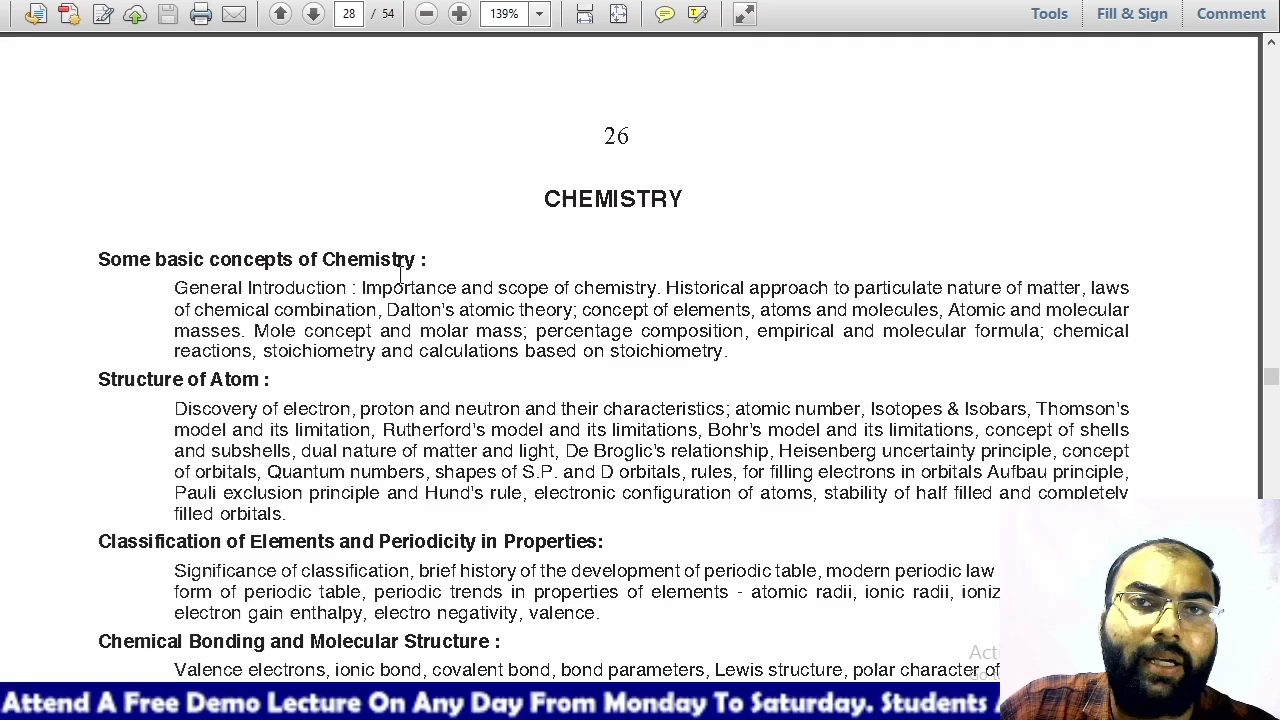 28 / 54
139%
Tools
Fill & Sign
Comment
26
CHEMISTRY
Some basic concepts of Chemistry :
General Introduction : Importance and scope of chemistry. Historical approach to particulate nature of matter, laws
of chemical combination, Dalton's atomic theory; concept of elements, atoms and molecules, Atomic and molecular
masses. Mole concept and molar mass; percentage composition, empirical and molecular formula; chemical
reactions, stoichiometry and calculations based on stoichiometry.
Structure of Atom :
Discovery of electron, proton and neutron and their characteristics; atomic number, Isotopes & Isobars, Thomson's
model and its limitation, Rutherford's model and its limitations, Bohr's model and its limitations, concept of shells
and subshells, dual nature of matter and light, De Broglic's relationship, Heisenberg uncertainty principle, concept
of orbitals, Quantum numbers, shapes of S.P. and D orbitals, rules, for filling electrons in orbitals Aufbau principle,
Pauli exclusion principle and Hund's rule, electronic configuration of atoms, stability of half filled and completely
filled orbitals.
Classification of Elements and Periodicity in Properties:
Significance of classification, brief history of the development of periodic table, modern periodic law
form of periodic table, periodic trends in properties of elements - atomic radii, ionic radii, ioniz
electron gain enthalpy, electro negativity, valence.
Chemical Bonding and Molecular Structure :
Valence electrons, ionic bond, covalent bond, bond parameters, Lewis structure, polar character of
Acti
Attend A Free Demo Lecture On Any Day From Monday To Saturday. Students